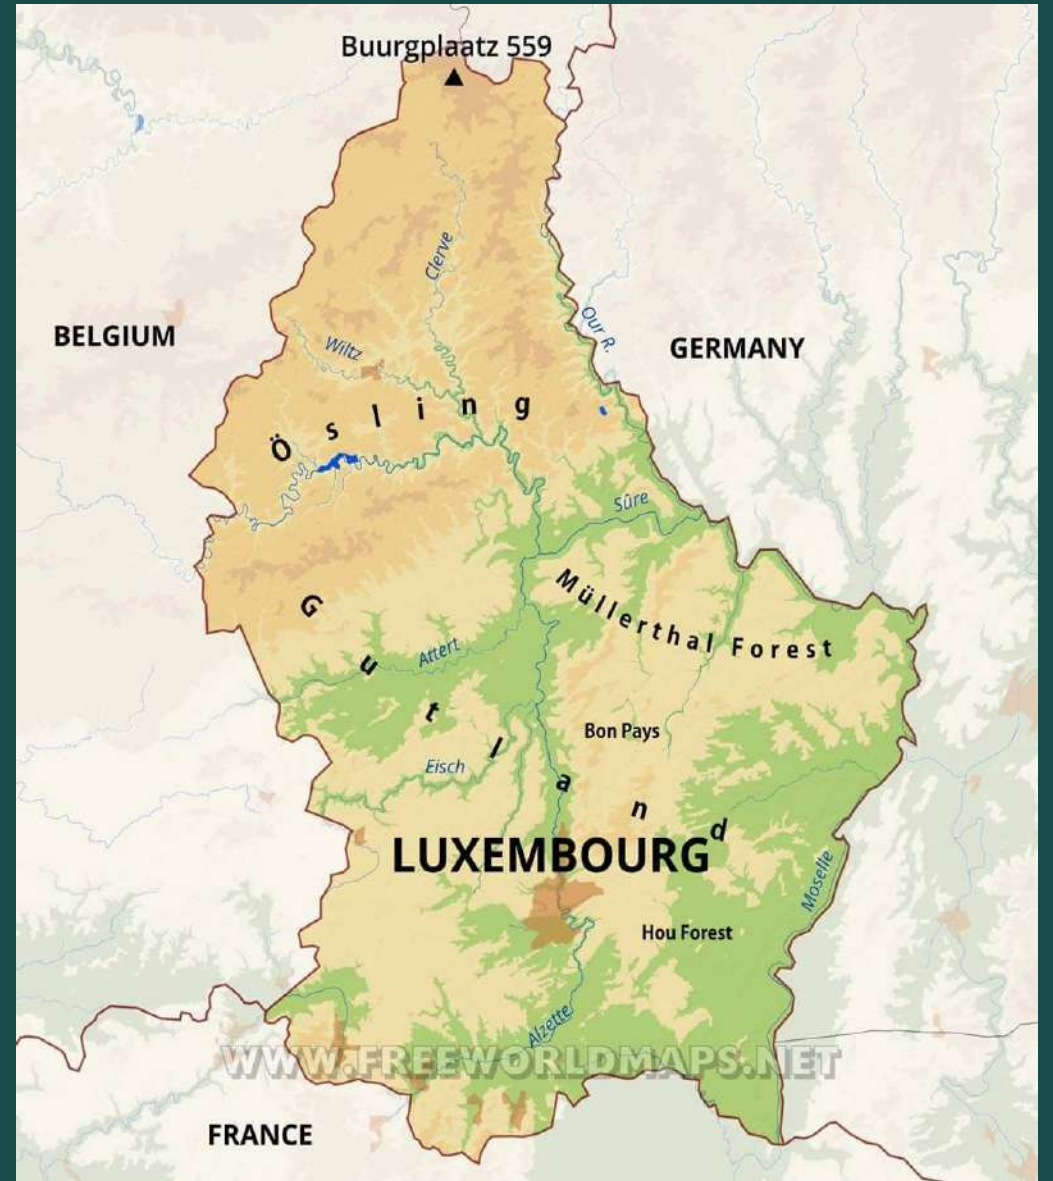 Buurgplaatz 559
Clerve
Our R.
BELGIUM
Wiltz
GERMANY
Ösling
Sûre
Müllerthal Forest
Gutland
Attert
Bon Pays
Eisch
LUXEMBOURG
Moselle
Hou Forest
Alzette
WWW.FREEWORLDMAPS.NET
FRANCE